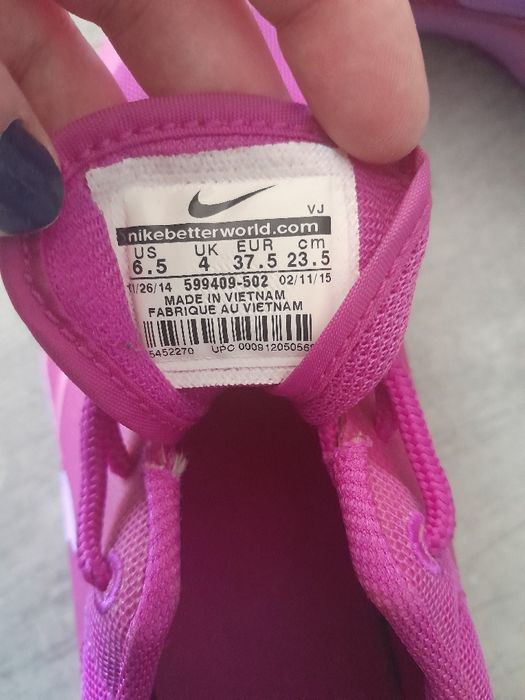 VJ
nikebetterworld.com
US UK EUR cm
6.5 4 37.5 23.5
11/26/14 599409-502 02/11/15
MADE IN VIETNAM
FABRIQUE AU VIETNAM
5452270 UPC 00091205056